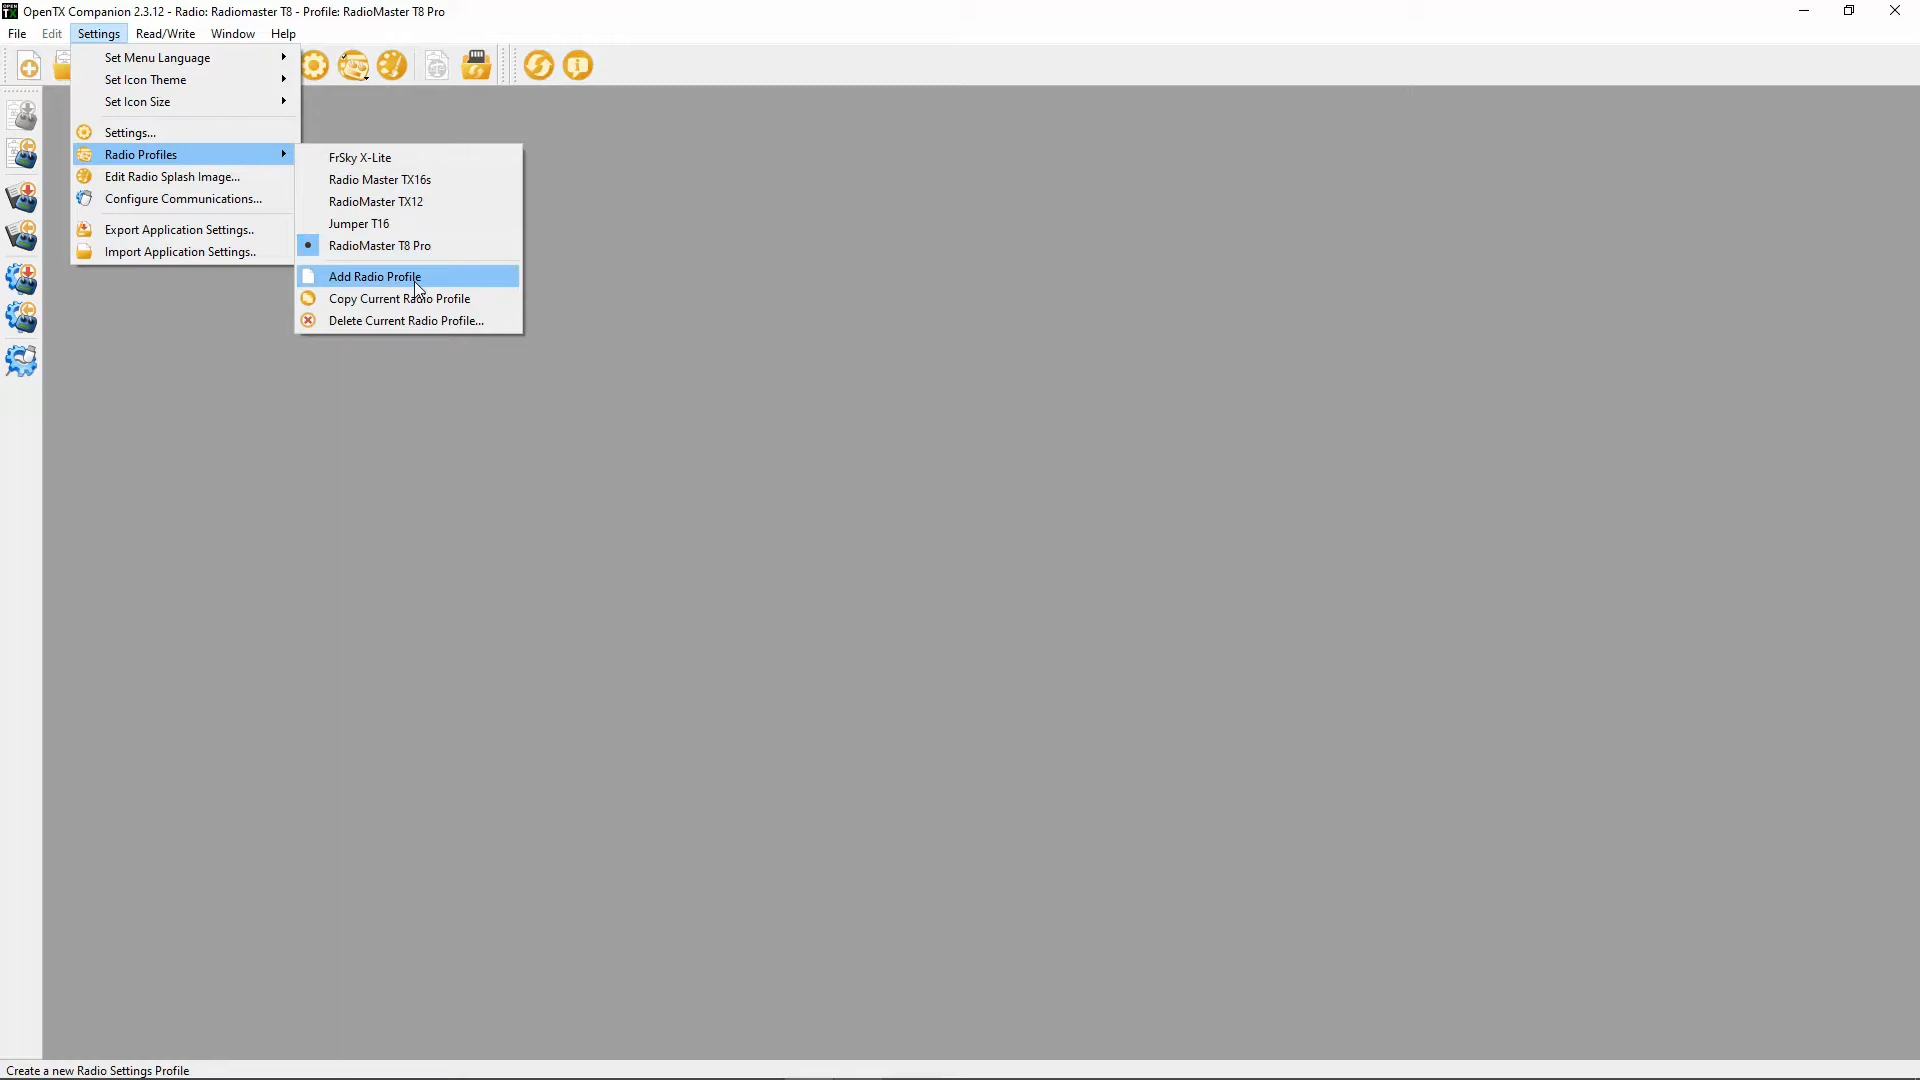 OPEN TX OpenTX Companion 2.3.12 - Radio: Radiomaster T8 - Profile: RadioMaster T8 Pro
File Edit Settings Read/Write Window Help
Set Menu Language
Set Icon Theme
Set Icon Size
Settings...
Radio Profiles
Edit Radio Splash Image...
Configure Communications...
Export Application Settings..
Import Application Settings..
FrSky X-Lite
Radio Master TX16s
RadioMaster TX12
Jumper T16
RadioMaster T8 Pro
Add Radio Profile
Copy Current Radio Profile
Delete Current Radio Profile...
Create a new Radio Settings Profile